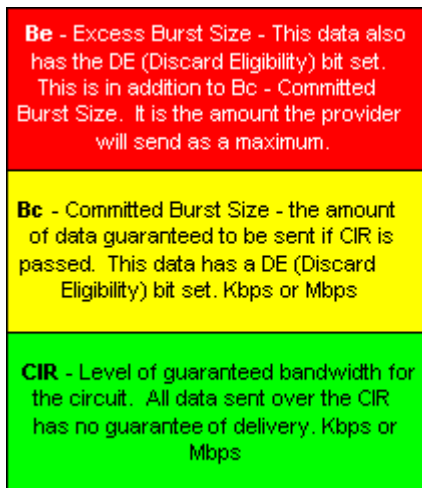 Be - Excess Burst Size - This data also
has the DE (Discard Eligibility) bit set.
This is in addition to Bc - Committed
Burst Size. It is the amount the provider
will send as a maximum.
Bc - Committed Burst Size - the amount
of data guaranteed to be sent if CIR is
passed. This data has a DE (Discard
Eligibility) bit set. Kbps or Mbps
CIR - Level of guaranteed bandwidth for
the circuit. All data sent over the CIR
has no guarantee of delivery. Kbps or
Mbps